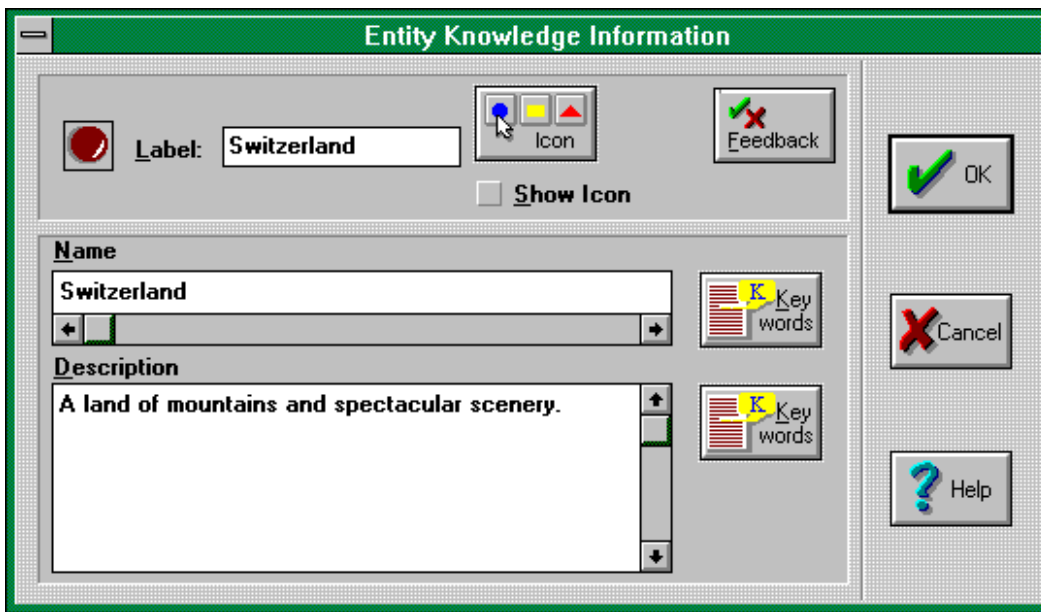 Entity Knowledge Information
Label:
Switzerland
Icon
Feedback
Show Icon
OK
Name
Switzerland
K Key
words
Cancel
Description
A land of mountains and spectacular scenery.
K Key
words
Help